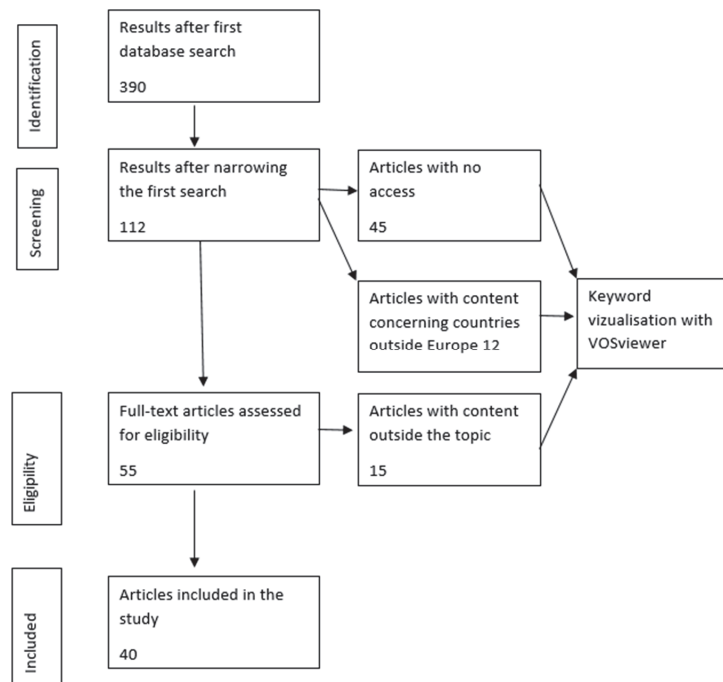 Identification
Results after first
database search
390
Screening
Results after narrowing
the first search
112
Articles with no
access
45
Articles with content
concerning countries
outside Europe 12
Keyword
vizualisation with
VOSviewer
Eligipility
Full-text articles assessed
for eligibility
55
Articles with content
outside the topic
15
Included
Articles included in the
study
40